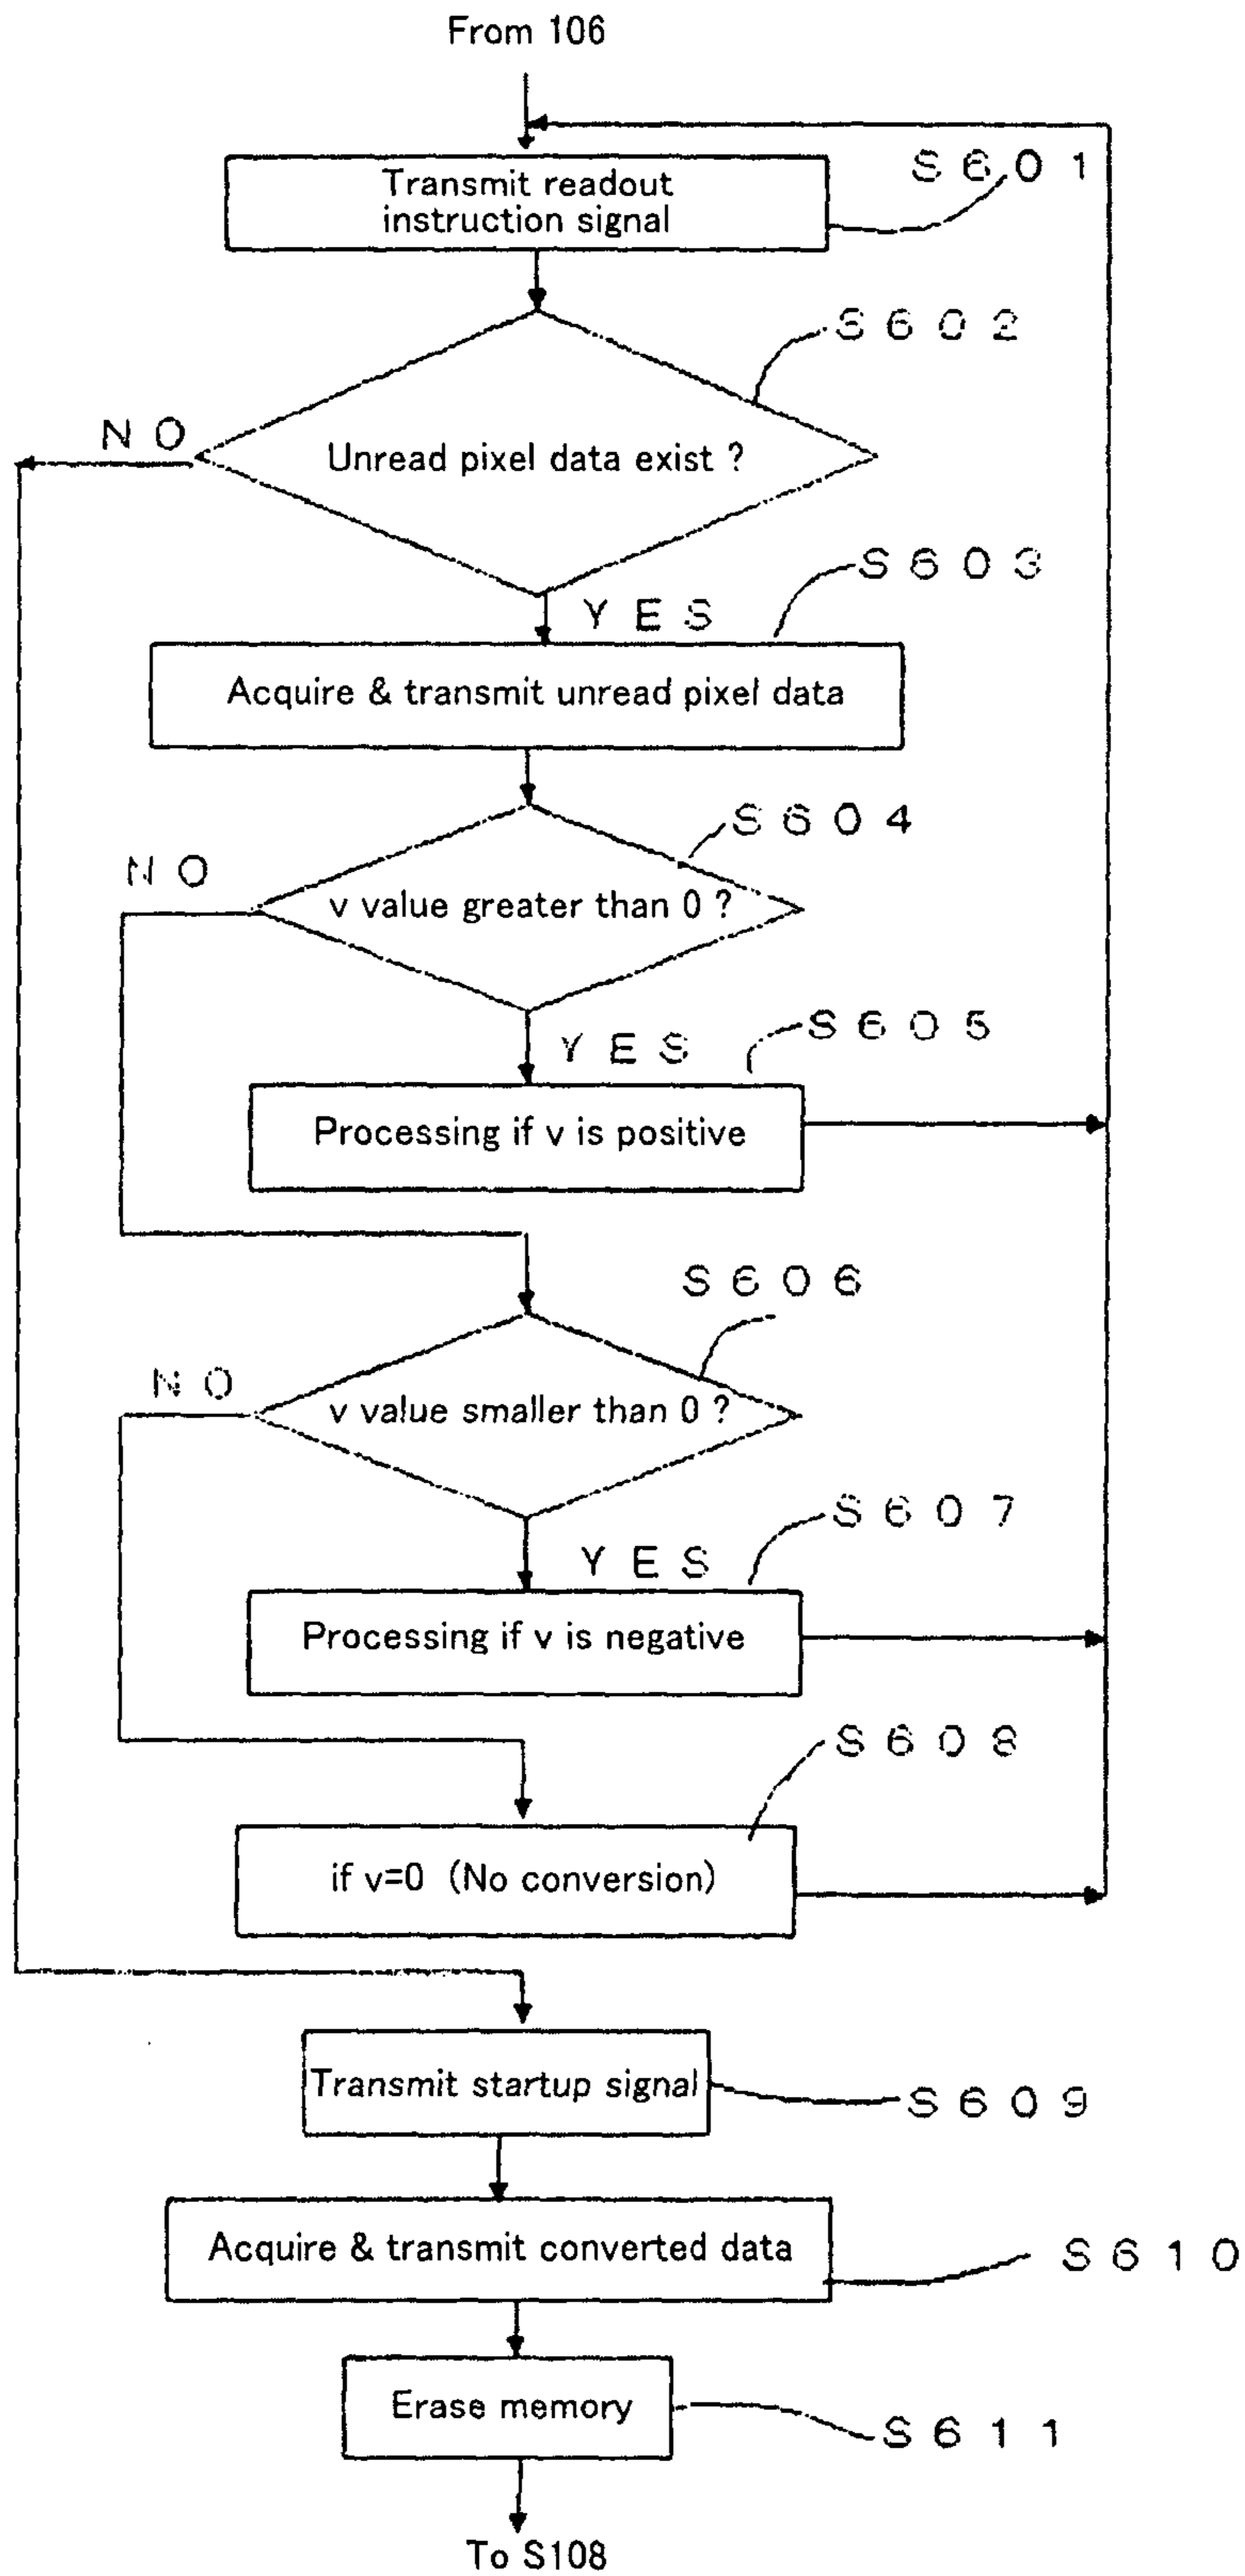 From 106
S601
Transmit readout
instruction signal
S602
NO
Unread pixel data exist ?
S603
YES
Acquire & transmit unread pixel data
S604
NO
v value greater than 0 ?
S605
YES
Processing if v is positive
S606
NO
v value smaller than 0 ?
S607
YES
Processing if v is negative
S608
if v=0 (No conversion)
Transmit startup signal
S609
Acquire & transmit converted data
S610
Erase memory
S611
To S108